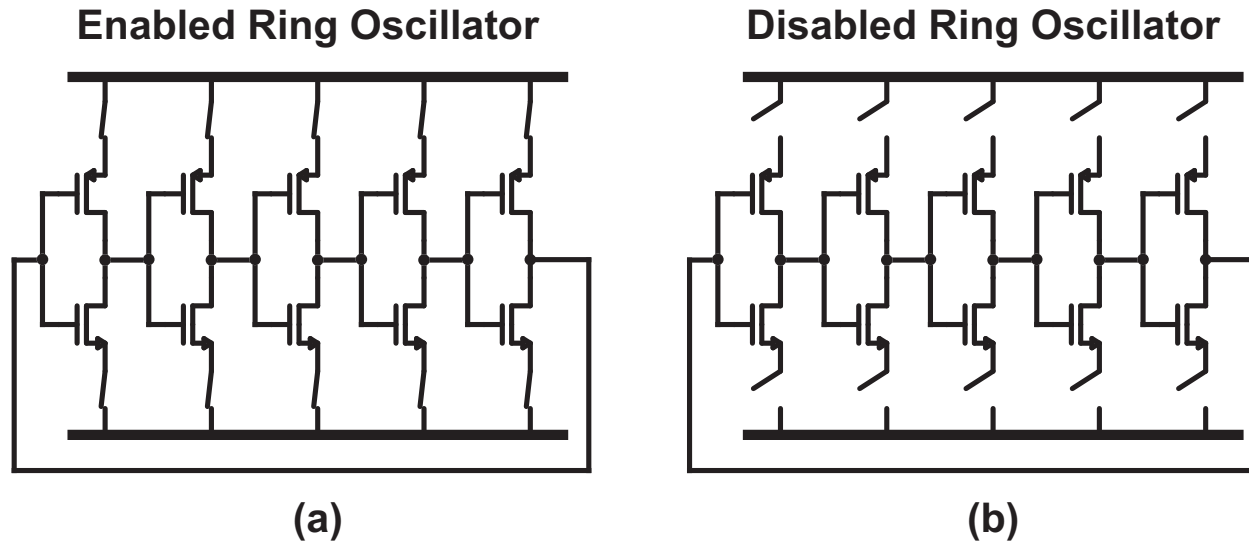 Enabled Ring Oscillator
Disabled Ring Oscillator
(a)
(b)